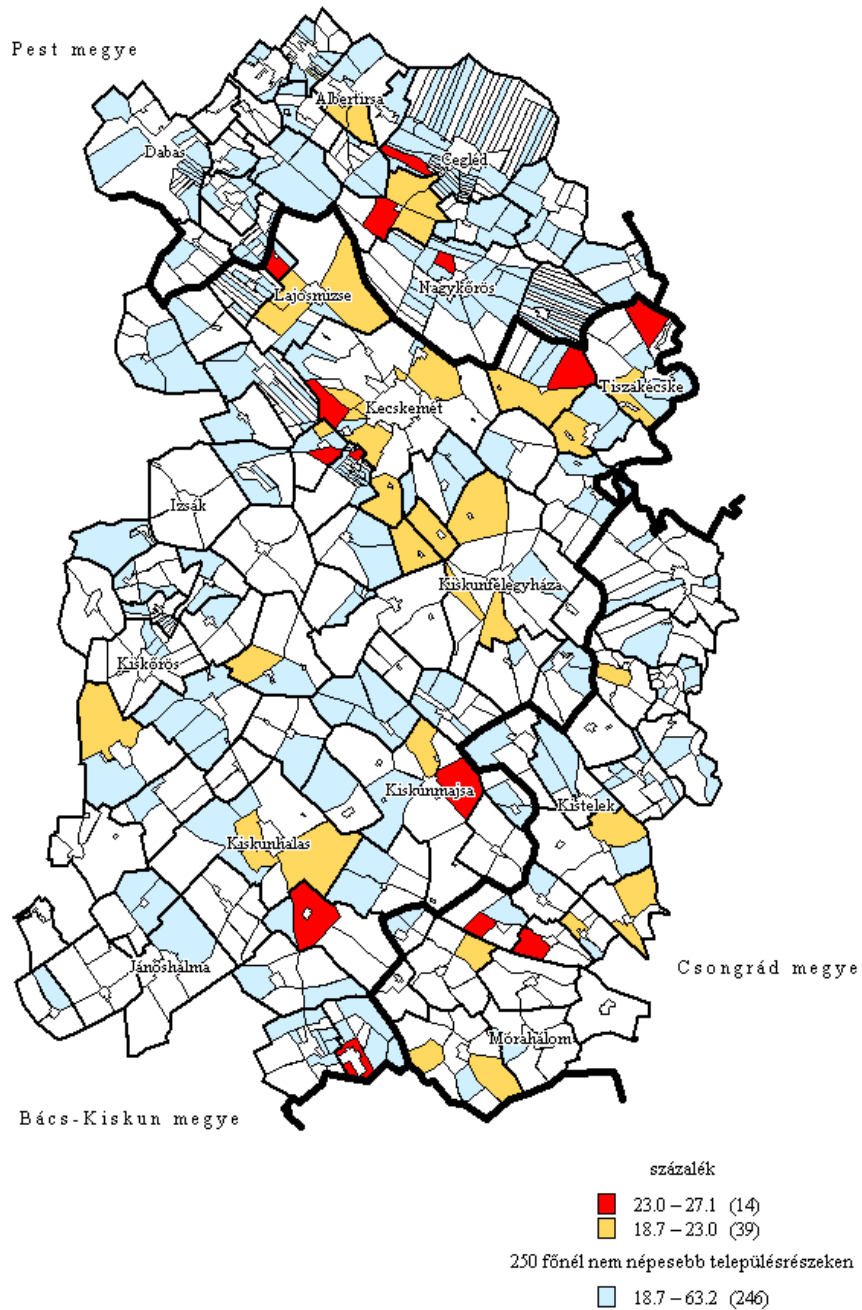 Pest megye
Albertirsa
Dabas
Cegléd
Nagykőrös
Lajosmizse
Tiszakécske
Kecskemét
Izsák
Kiskunfélegyháza
Kiskőrös
Kiskúnmajsa
Kistelek
Kiskunhalas
Jánoshalma
Csongrád megye
Mórahalom
Bács-Kiskun megye
százalék
23.0 – 27.1 (14)
18.7 – 23.0 (39)
250 főnél nem népesebb településrészeken
18.7 – 63.2 (246)